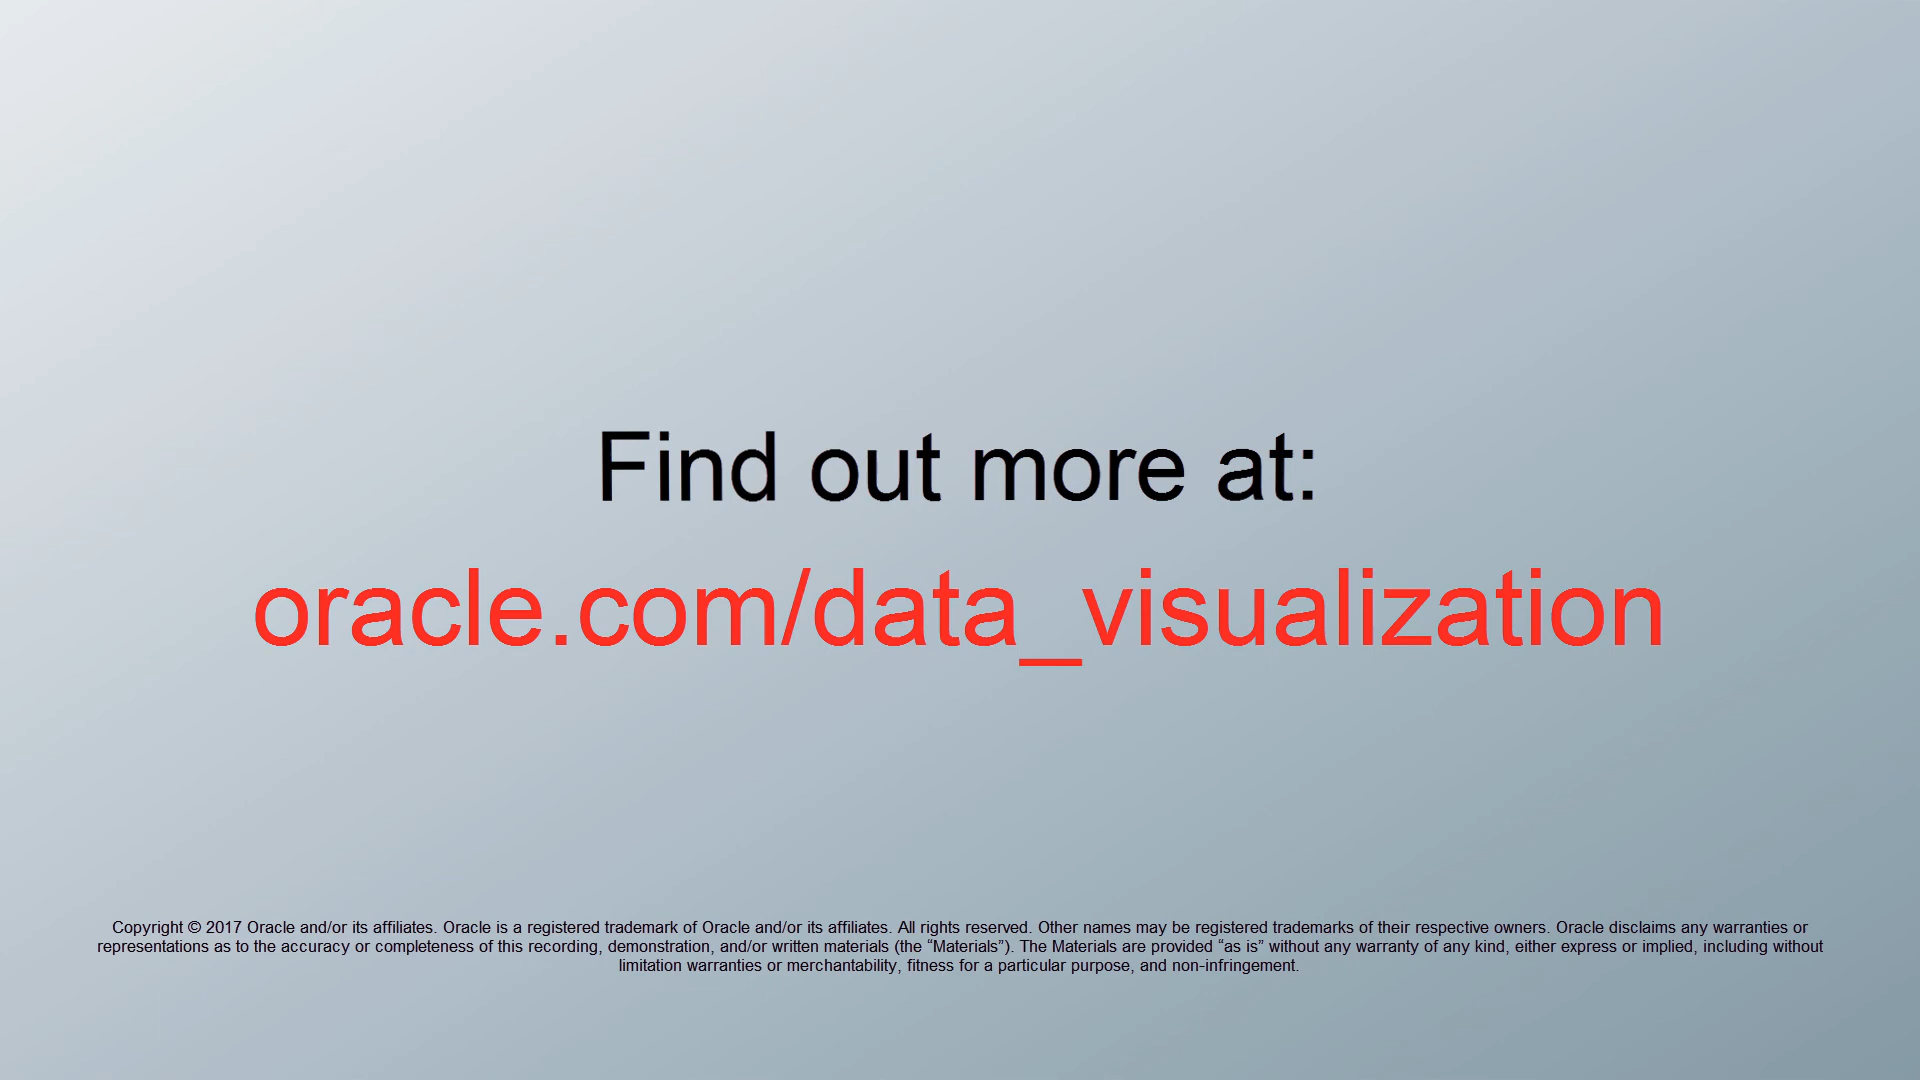 Find out more at:
oracle.com/data_visualization
Copyright © 2017 Oracle and/or its affiliates. Oracle is a registered trademark of Oracle and/or its affiliates. All rights reserved. Other names may be registered trademarks of their respective owners. Oracle disclaims any warranties or
representations as to the accuracy or completeness of this recording, demonstration, and/or written materials (the “Materials”). The Materials are provided “as is” without any warranty of any kind, either express or implied, including without
limitation warranties or merchantability, fitness for a particular purpose, and non-infringement.